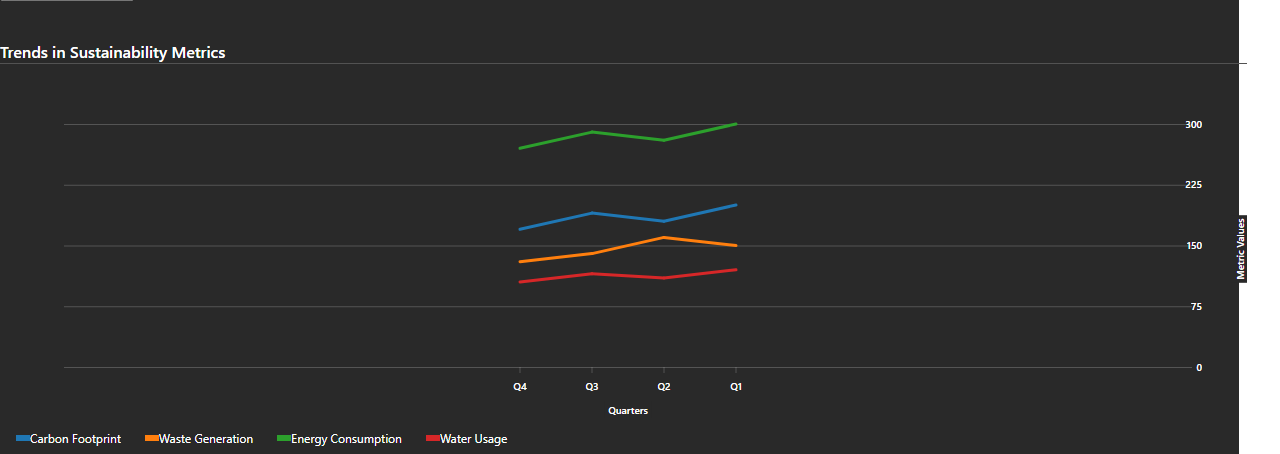 Trends in Sustainability Metrics
300
225
150
75
0
Metric Values
Q4 Q3 Q2 Q1
Quarters
Carbon Footprint Waste Generation Energy Consumption Water Usage